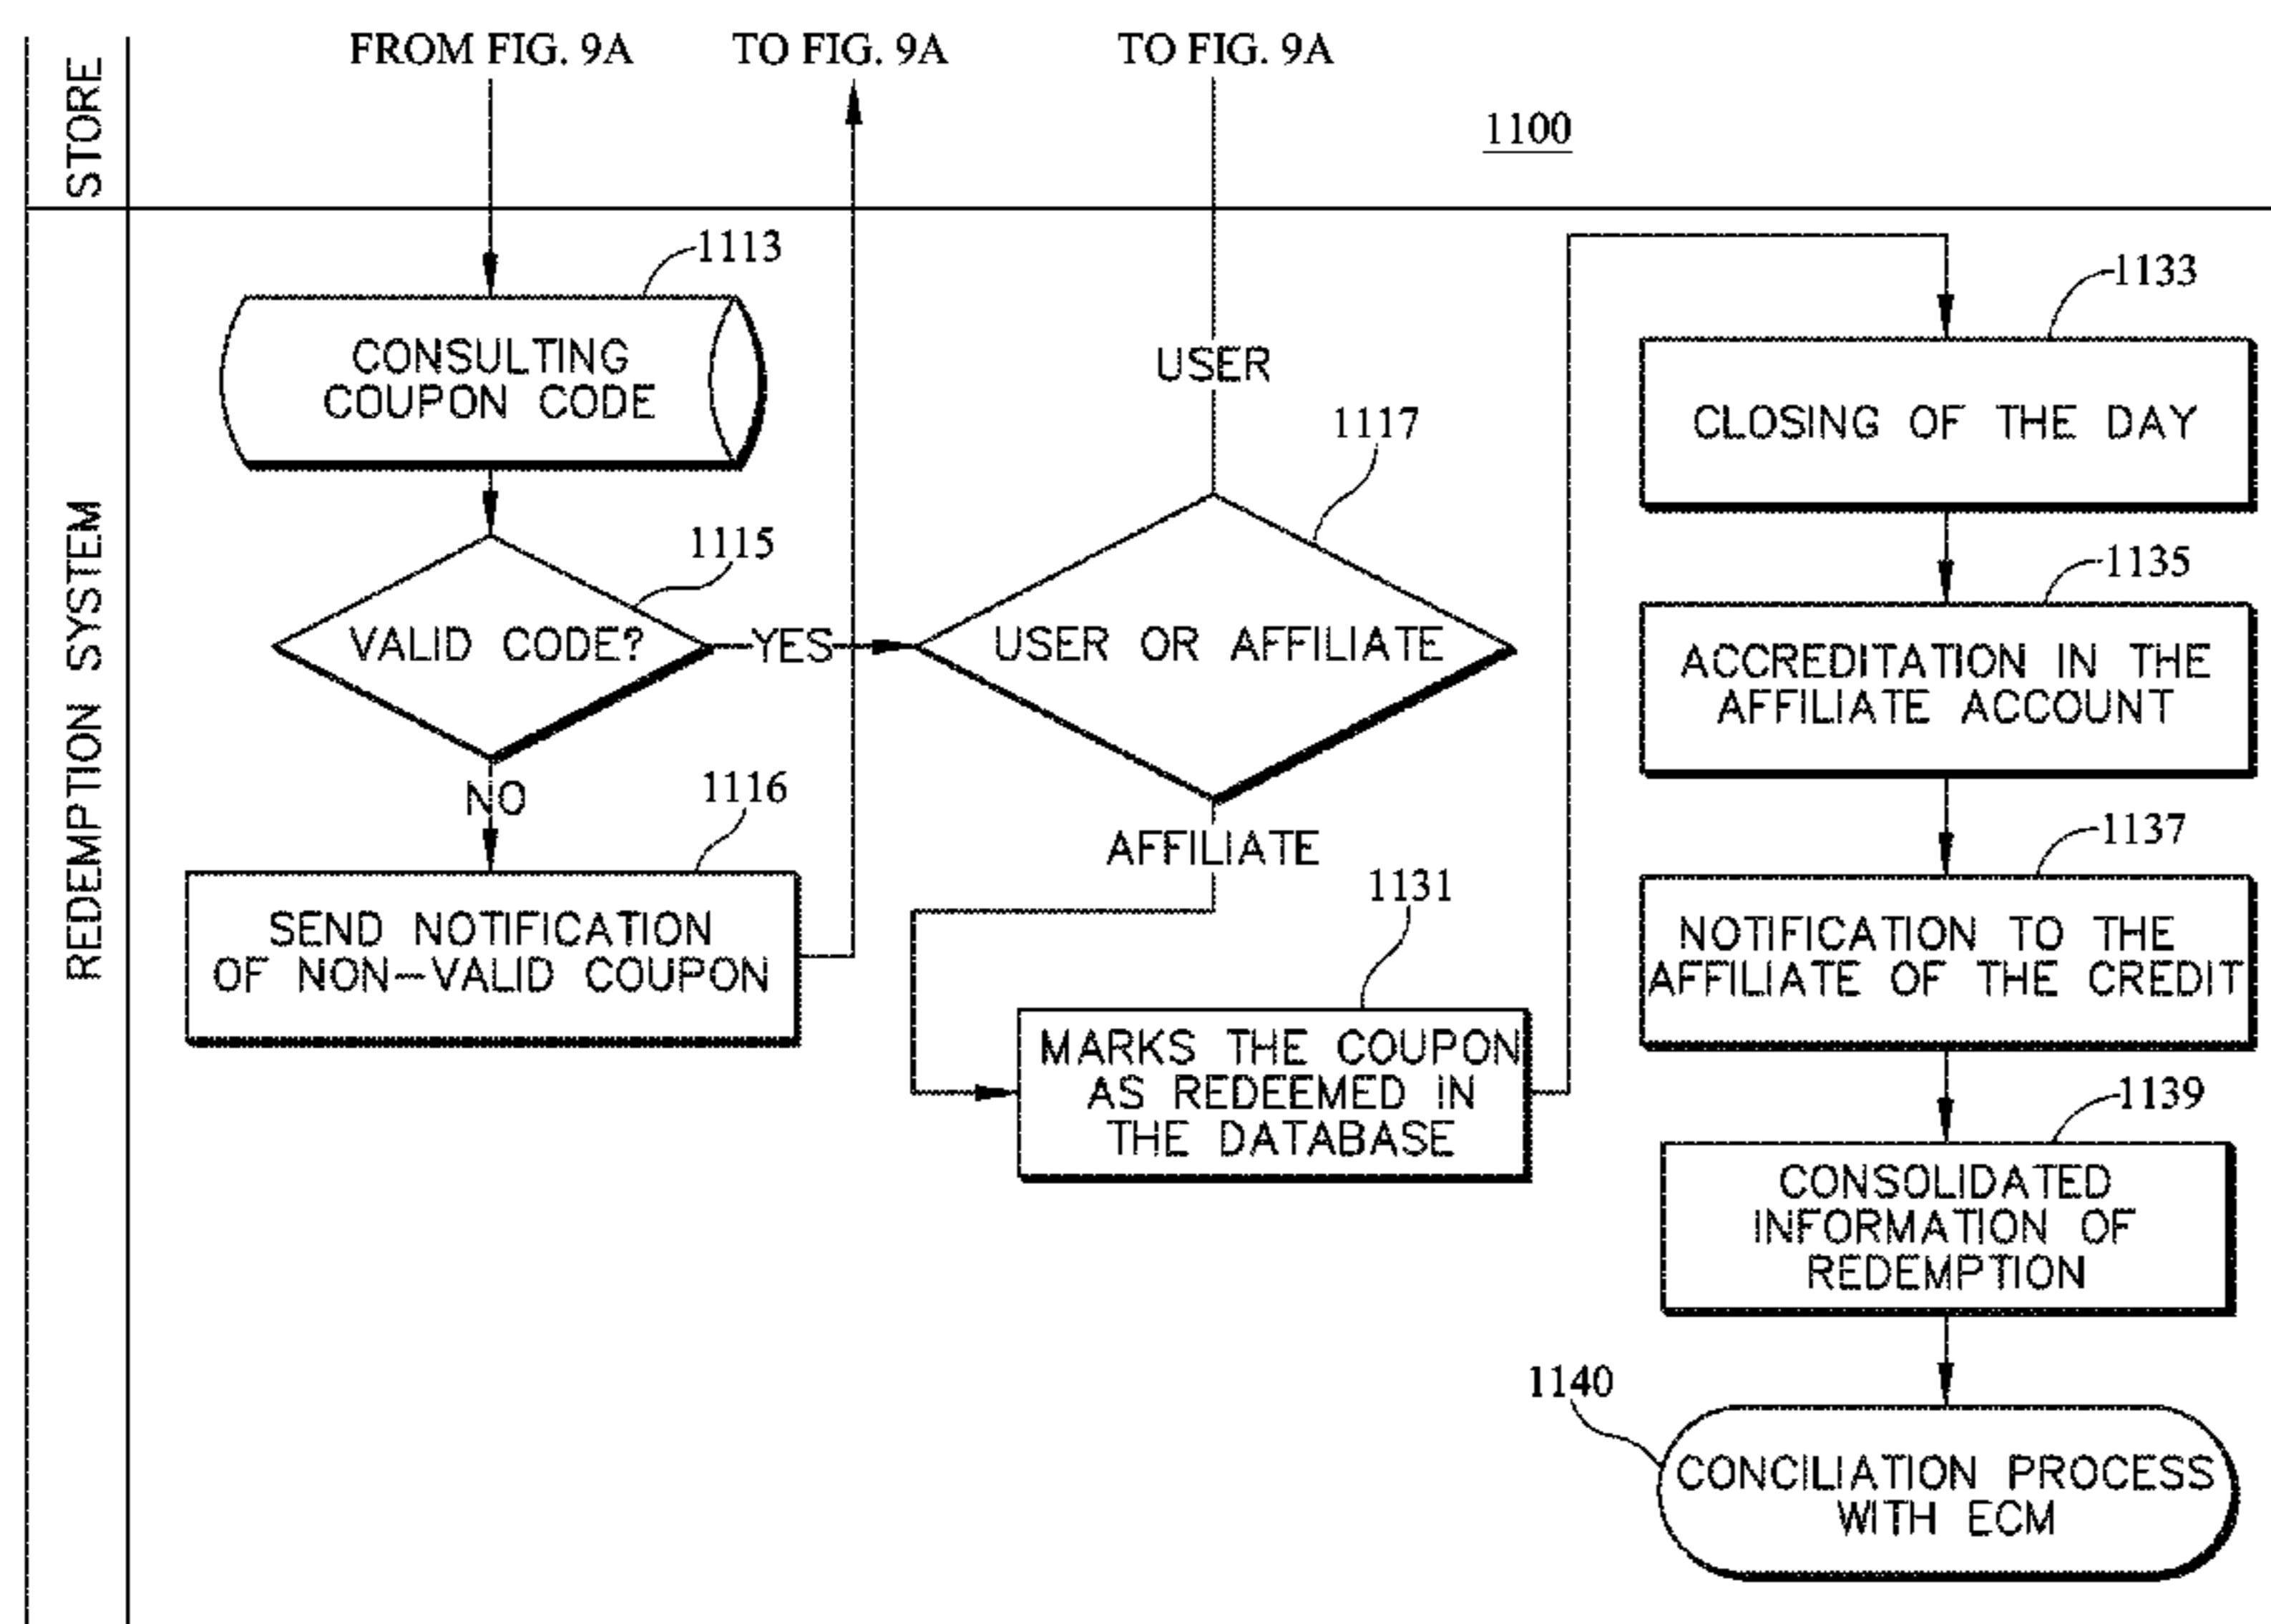 FROM FIG. 9A
TO FIG. 9A
TO FIG. 9A
STORE
1100
REDEMPTION SYSTEM
1113
CONSULTING
COUPON CODE
1115
VALID CODE?
YES
NO
1116
SEND NOTIFICATION
OF NON-VALID COUPON
USER
1117
USER OR AFFILIATE
AFFILIATE
1131
MARKS THE COUPON
AS REDEEMED IN
THE DATABASE
1133
CLOSING OF THE DAY
1135
ACCREDITATION IN THE
AFFILIATE ACCOUNT
1137
NOTIFICATION TO THE
AFFILIATE OF THE CREDIT
1139
CONSOLIDATED
INFORMATION OF
REDEMPTION
1140
CONCILIATION PROCESS
WITH ECM